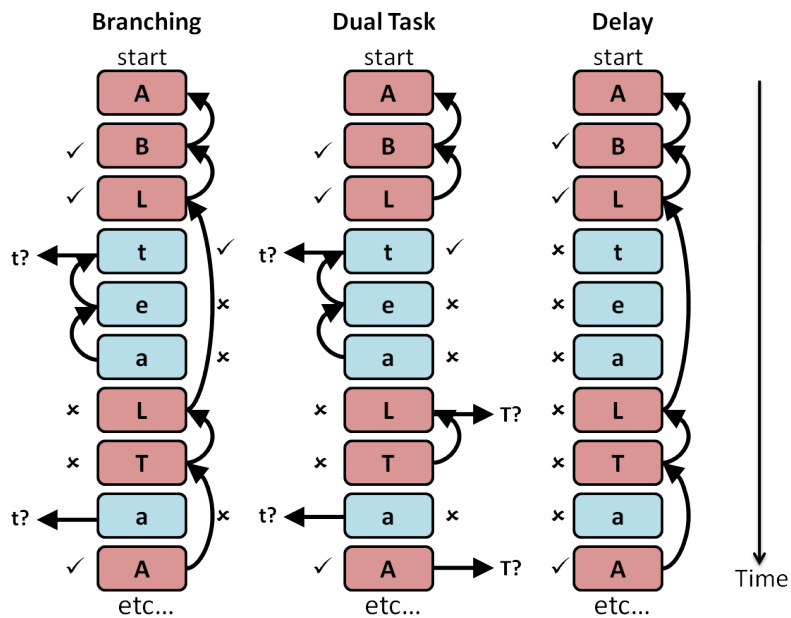 Branching Dual Task Delay
start start start
A A A
✓ B ✓ B ✓ B
✓ L ✓ L ✓ L
t? t ✓ t? t ✓ × t
e × e × × e
a × a × × a
× L × L T? × L
× T × T × T
t? a × t? a × × a
✓ A ✓ A T? ✓ A
etc... etc... etc...
Time